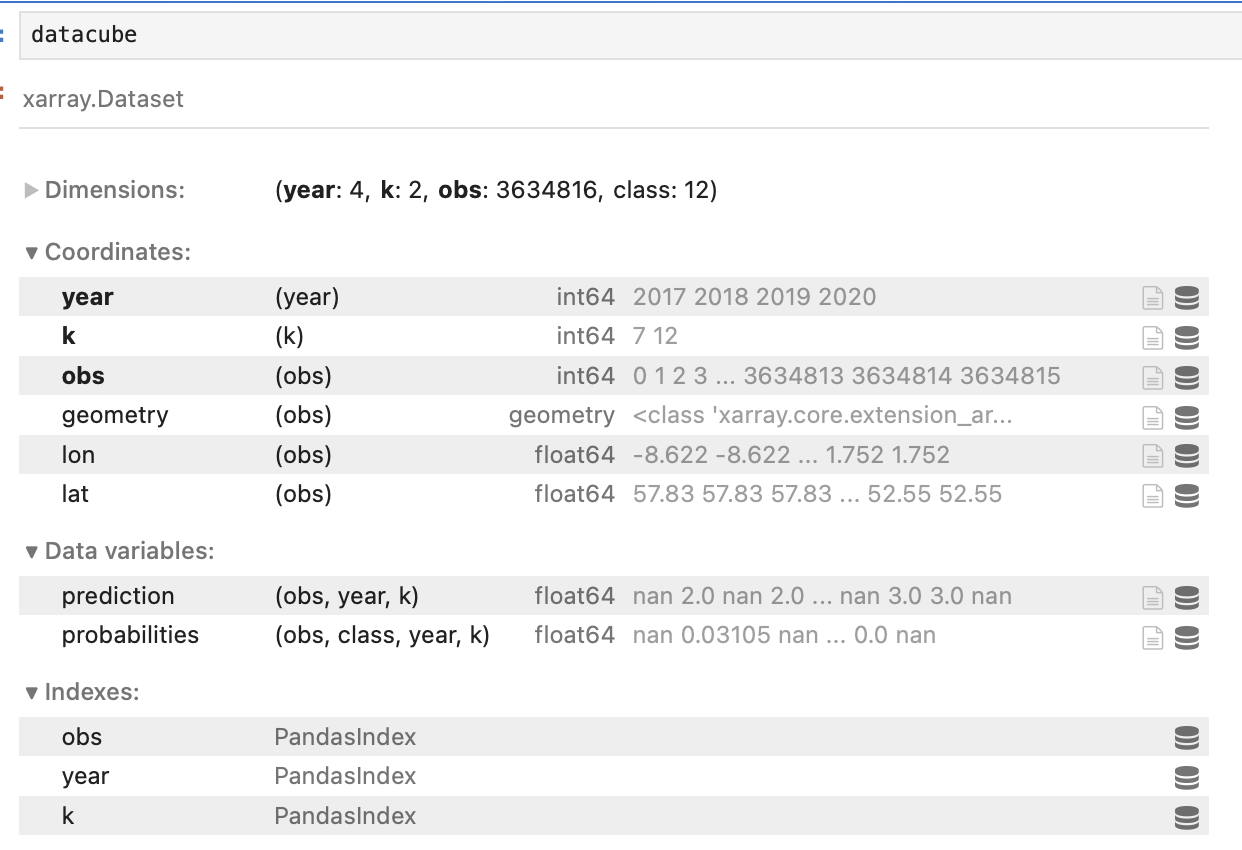 datacube
xarray.Dataset
Dimensions: (year: 4, k: 2, obs: 3634816, class: 12)
Coordinates:
year (year) int64 2017 2018 2019 2020
k (k) int64 7 12
obs (obs) int64 0 1 2 3 ... 3634813 3634814 3634815
geometry (obs) geometry <class 'xarray.core.extension_ar...
lon (obs) float64 -8.622 -8.622 ... 1.752 1.752
lat (obs) float64 57.83 57.83 57.83 ... 52.55 52.55
Data variables:
prediction (obs, year, k) float64 nan 2.0 nan 2.0 ... nan 3.0 3.0 nan
probabilities (obs, class, year, k) float64 nan 0.03105 nan ... 0.0 nan
Indexes:
obs PandasIndex
year PandasIndex
k PandasIndex